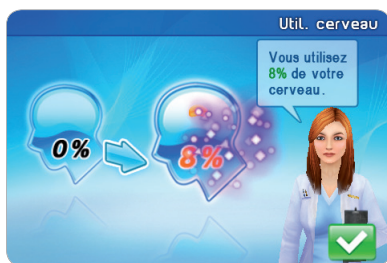 Util. cerveau
Vous utilisez
8% de votre
cerveau.
0%
8%